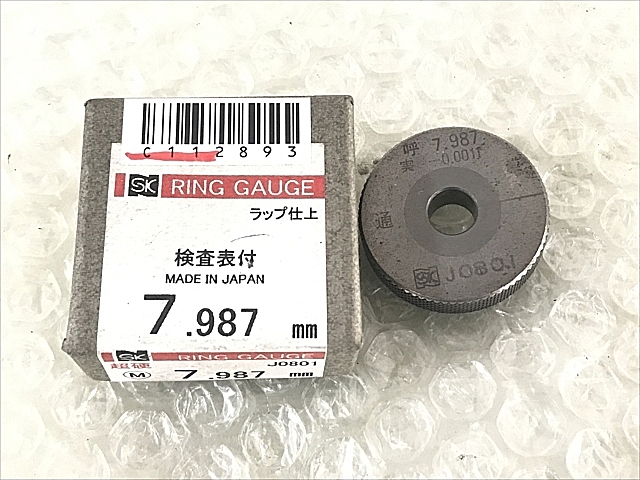 C112893
SK RING GAUGE
ラップ仕上
検査表付
MADE IN JAPAN
7.987 mm
SK RING GAUGE
超硬 J0801
M 7.987 mm
呼 7.987
実 -0.0011
通
SK J0801